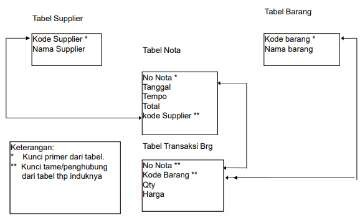 Tabel Supplier
Kode Supplier *
Nama Supplier
Tabel Nota
No Nota *
Tanggal
Tempo
Total
kode Supplier **
Tabel Barang
Kode barang *
Nama barang
Tabel Transaksi Brg
No Nota **
Kode Barang **
Qty
Harga
Keterangan:
* Kunci primer dari tabel.
** Kunci tame/penghubung
dari tabel thp induknya